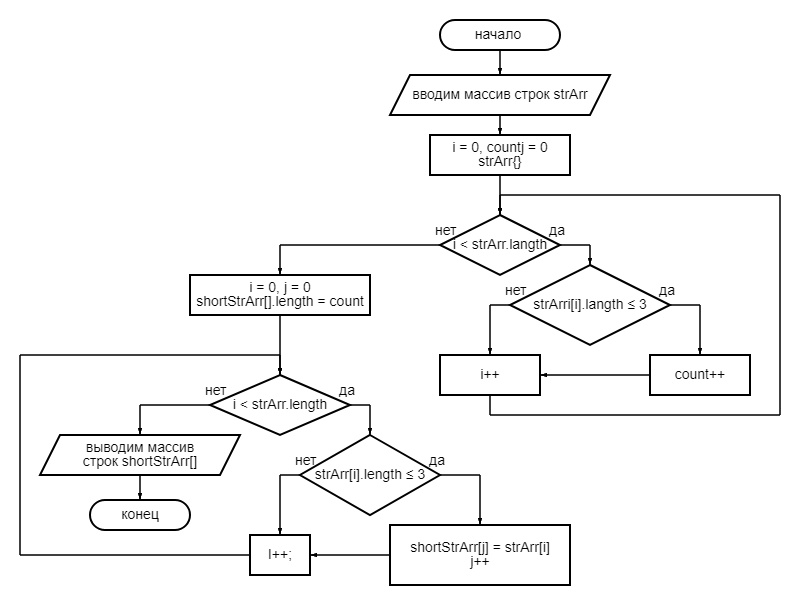 начало
вводим массив строк strArr
i = 0, countj = 0
strArr{}
нет
да
i < strArr.langth
нет
да
strArri[i].langth ≤ 3
i = 0, j = 0
shortStrArr[].length = count
i++
count++
нет
да
i < strArr.length
выводим массив
строк shortStrArr[]
нет
да
strArr[i].length ≤ 3
конец
I++;
shortStrArr[j] = strArr[i]
j++